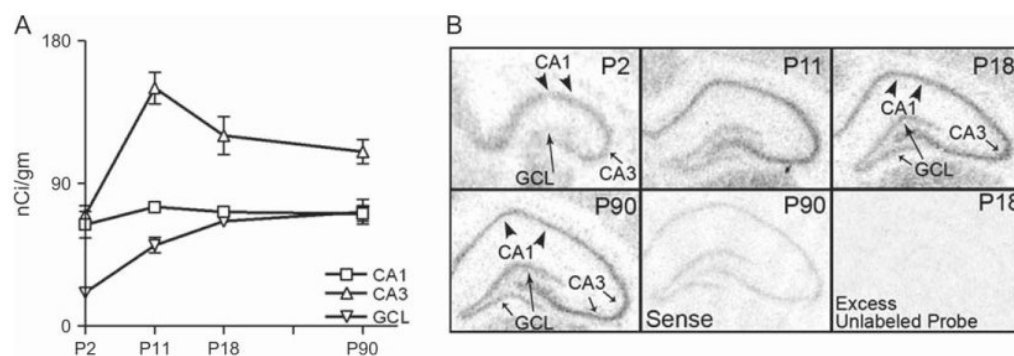 A
180
90
0
nCi/gm
P2
P11
P18
P90
CA1
CA3
GCL
B
P2
CA1
GCL
CA3
P11
P18
CA1
CA3
GCL
P90
CA1
CA3
GCL
P90
Sense
P18
Excess
Unlabeled Probe